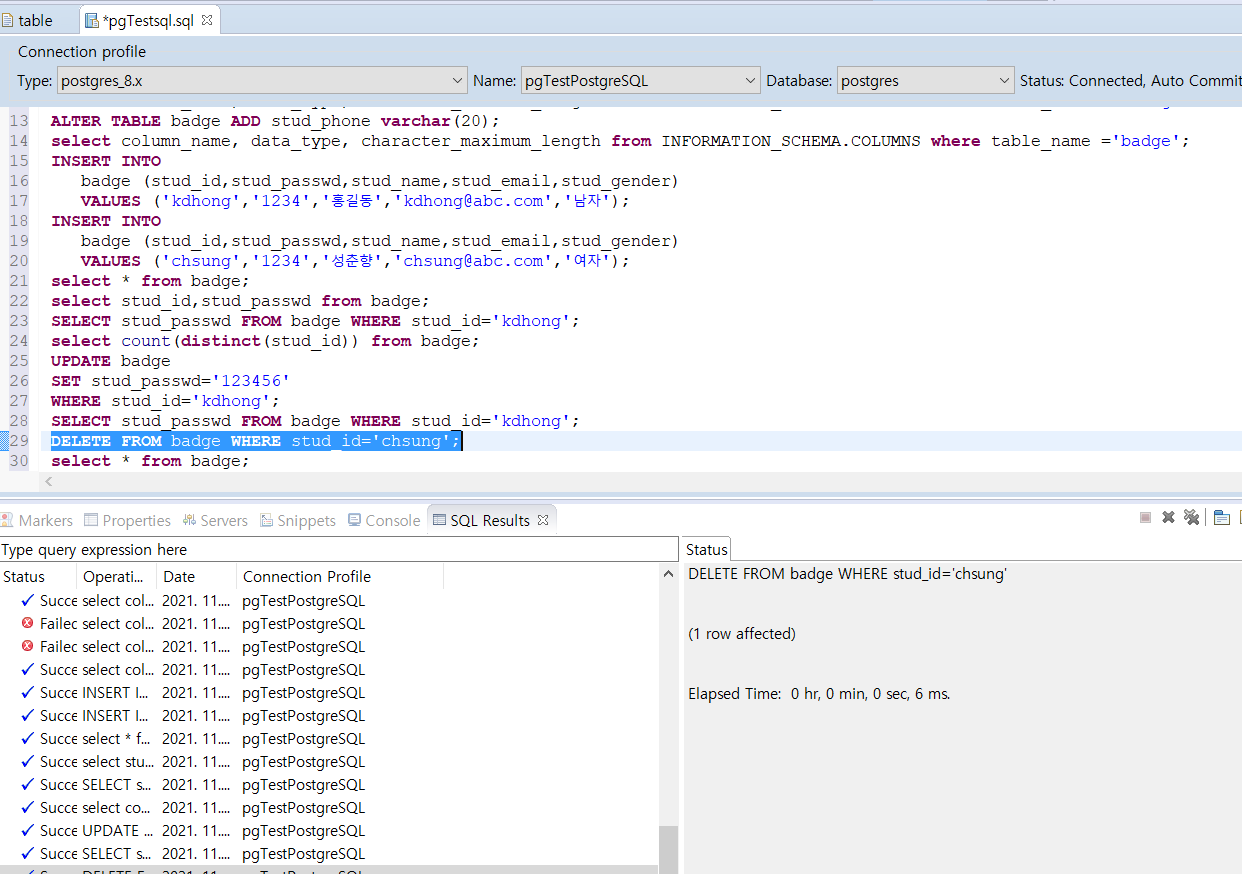 table
*pgTestsql.sql
Connection profile
Type: postgres_8.x Name: pgTestPostgreSQL Database: postgres Status: Connected, Auto Commit
13 ALTER TABLE badge ADD stud_phone varchar(20);
14 select column_name, data_type, character_maximum_length from INFORMATION_SCHEMA.COLUMNS where table_name ='badge';
15 INSERT INTO
16 badge (stud_id,stud_passwd,stud_name,stud_email,stud_gender)
17 VALUES ('kdhong','1234','홍길동','kdhong@abc.com','남자');
18 INSERT INTO
19 badge (stud_id,stud_passwd,stud_name,stud_email,stud_gender)
20 VALUES ('chsung','1234','성춘향','chsung@abc.com','여자');
21 select * from badge;
22 select stud_id,stud_passwd from badge;
23 SELECT stud_passwd FROM badge WHERE stud_id='kdhong';
24 select count(distinct(stud_id)) from badge;
25 UPDATE badge
26 SET stud_passwd='123456'
27 WHERE stud_id='kdhong';
28 SELECT stud_passwd FROM badge WHERE stud_id='kdhong';
29 DELETE FROM badge WHERE stud_id='chsung';
30 select * from badge;
Markers Properties Servers Snippets Console SQL Results
Type query expression here
Status Operati... Date Connection Profile
Succe select col... 2021. 11.... pgTestPostgreSQL
Failed select col... 2021. 11.... pgTestPostgreSQL
Failed select col... 2021. 11.... pgTestPostgreSQL
Succe select col... 2021. 11.... pgTestPostgreSQL
Succe INSERT I... 2021. 11.... pgTestPostgreSQL
Succe INSERT I... 2021. 11.... pgTestPostgreSQL
Succe select * f... 2021. 11.... pgTestPostgreSQL
Succe select stu... 2021. 11.... pgTestPostgreSQL
Succe SELECT s... 2021. 11.... pgTestPostgreSQL
Succe select co... 2021. 11.... pgTestPostgreSQL
Succe UPDATE ... 2021. 11.... pgTestPostgreSQL
Succe SELECT s... 2021. 11.... pgTestPostgreSQL
Status
DELETE FROM badge WHERE stud_id='chsung'
(1 row affected)
Elapsed Time: 0 hr, 0 min, 0 sec, 6 ms.